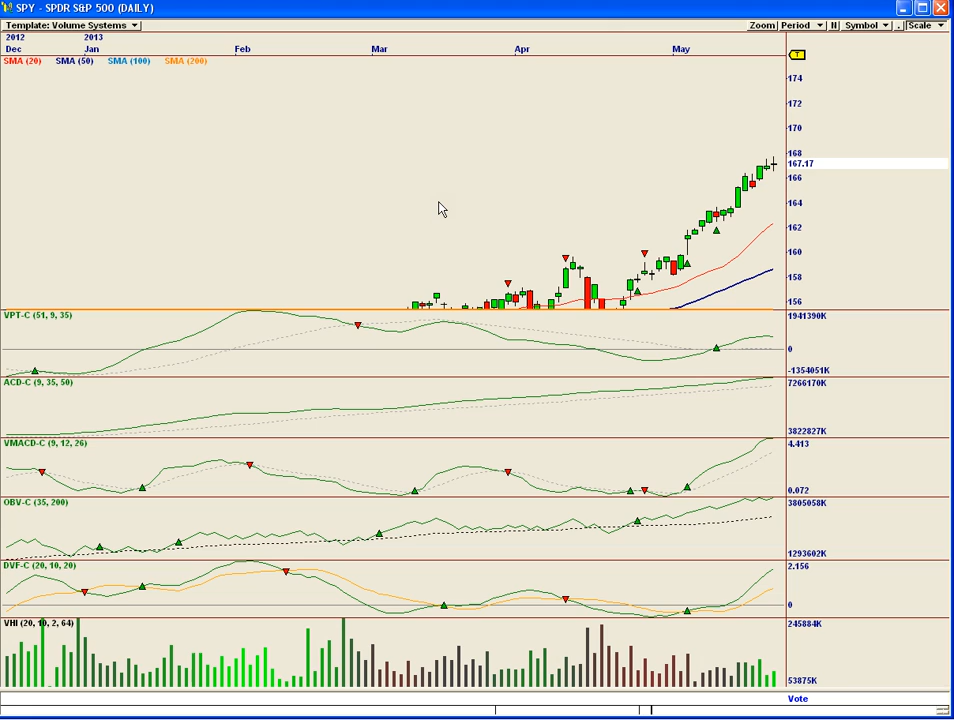 SPY - SPDR S&P 500 (DAILY)
Template: Volume Systems Zoom Period N Symbol . Scale
2012 2013
Dec Jan Feb Mar Apr May
SMA (20) SMA (50) SMA (100) SMA (200)
T
174
172
170
168
167.17
166
164
162
160
158
156
VPT-C (51, 9, 35) 1941390K
0
-1354051K
ACD-C (9, 35, 50) 7266170K
3822827K
VMACD-C (9, 12, 26) 4.413
0.072
OBV-C (35, 200) 3805058K
1293602K
DVF-C (20, 10, 20) 2.156
0
VHI (20, 10, 2, 64) 245884K
53875K
Vote